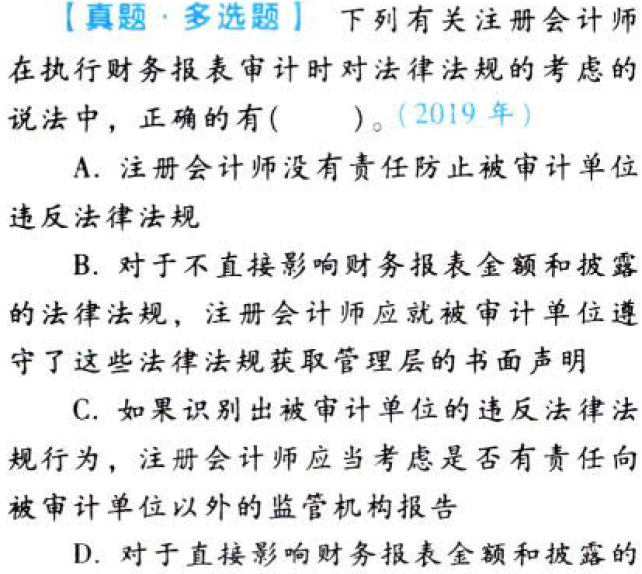 【真题·多选题】 下列有关注册会计师
在执行财务报表审计时对法律法规的考虑的
说法中，正确的有(　　)。(2019 年)
A. 注册会计师没有责任防止被审计单位
违反法律法规
B. 对于不直接影响财务报表金额和披露
的法律法规，注册会计师应就被审计单位遵
守了这些法律法规获取管理层的书面声明
C. 如果识别出被审计单位的违反法律法
规行为，注册会计师应当考虑是否有责任向
被审计单位以外的监管机构报告
D. 对于直接影响财务报表金额和披露的